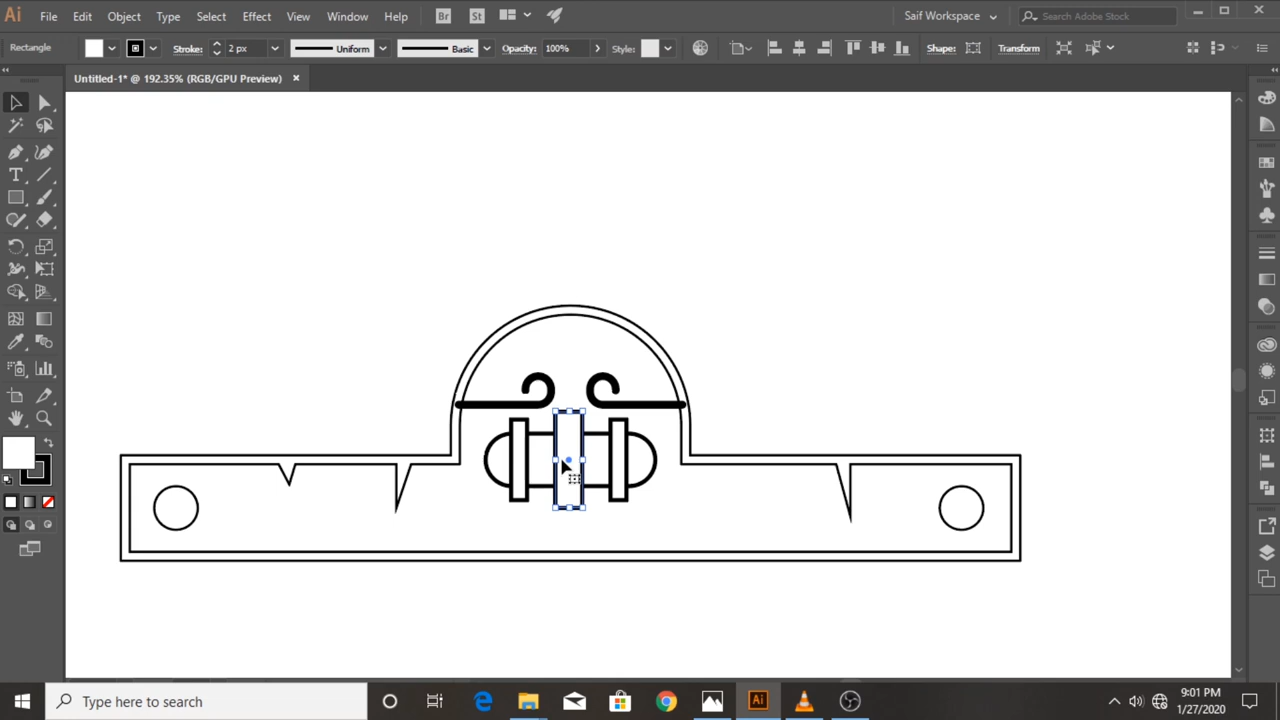 Ai File Edit Object Type Select Effect View Window Help Br St Saif Workspace Search Adobe Stock
Rectangle Stroke: 2 px Uniform Basic Opacity: 100% Style: Shape: Transform
Untitled-1* @ 192.35% (RGB/GPU Preview)
Type here to search
Ai
9:01 PM
1/27/2020